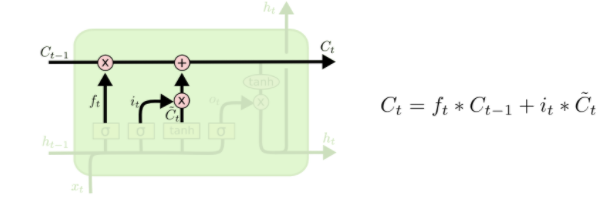 h_t
C_{t-1} × + C_t
tanh
f_t i_t × o_t × C_t = f_t * C_{t-1} + i_t * C̃_t
C̃_t
σ σ tanh σ
h_{t-1} h_t
x_t